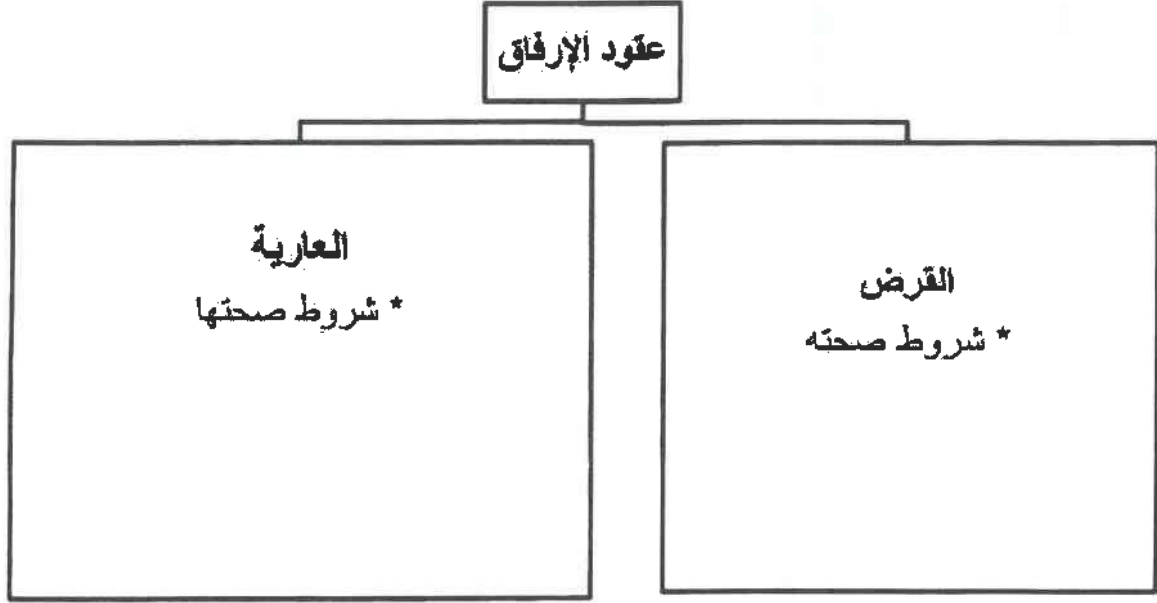 عقود الإرفاق
القرض
* شروط صحته
العارية
* شروط صحتها